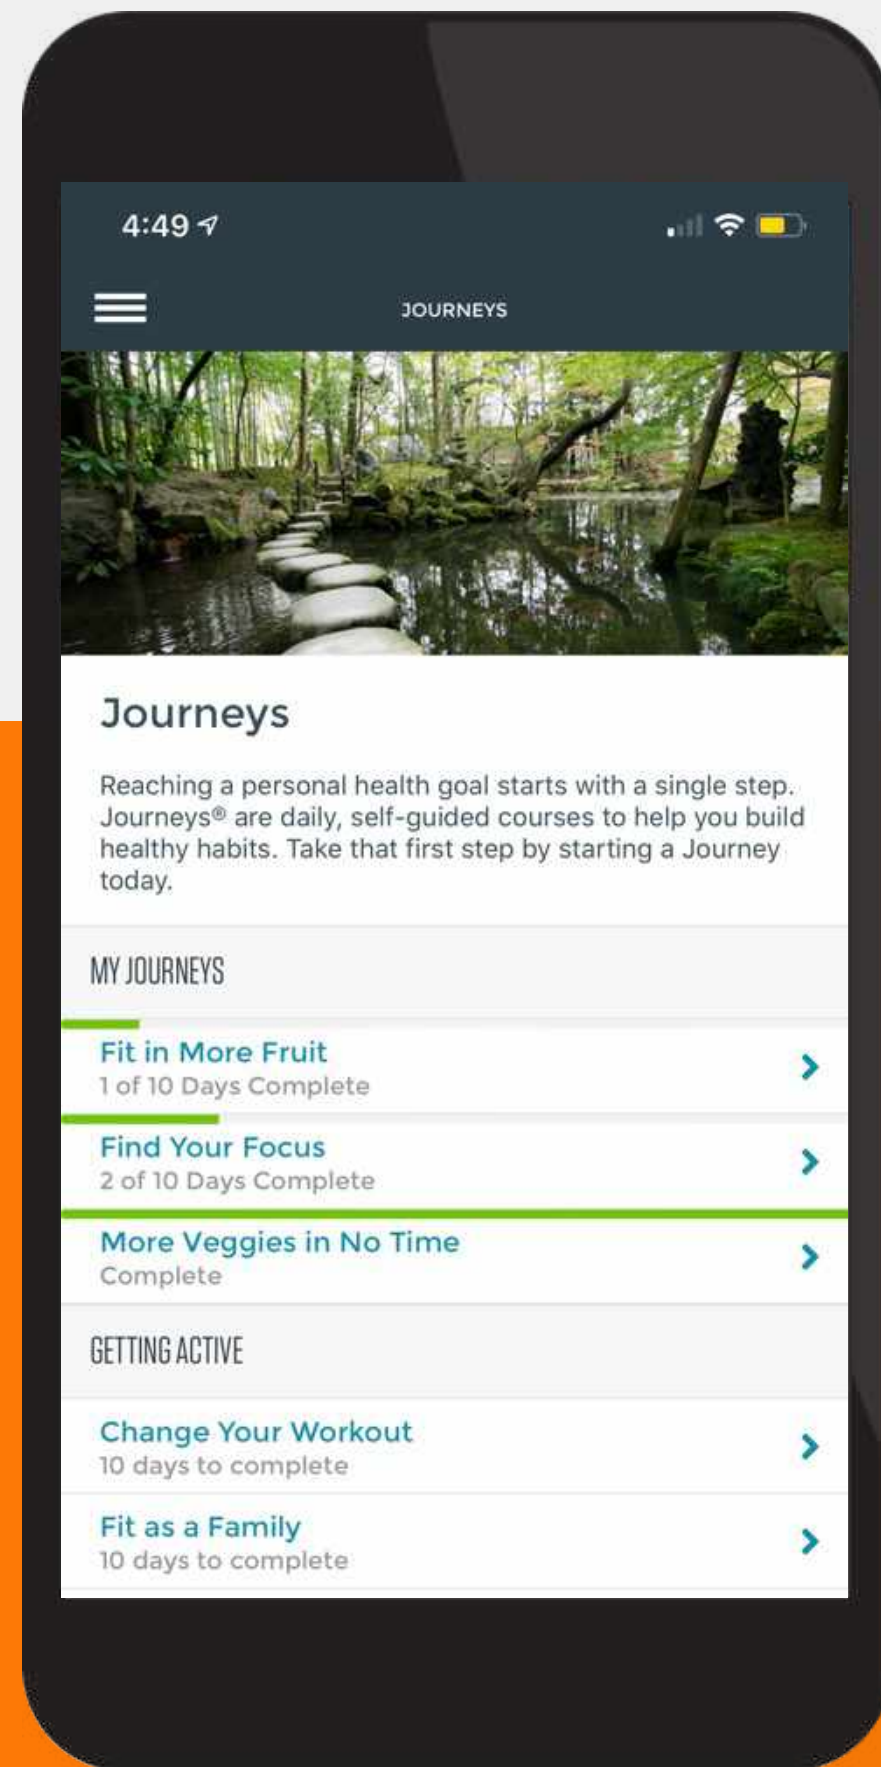 4:49
JOURNEYS
Journeys
Reaching a personal health goal starts with a single step.
Journeys® are daily, self-guided courses to help you build
healthy habits. Take that first step by starting a Journey
today.
MY JOURNEYS
Fit in More Fruit
1 of 10 Days Complete
Find Your Focus
2 of 10 Days Complete
More Veggies in No Time
Complete
GETTING ACTIVE
Change Your Workout
10 days to complete
Fit as a Family
10 days to complete